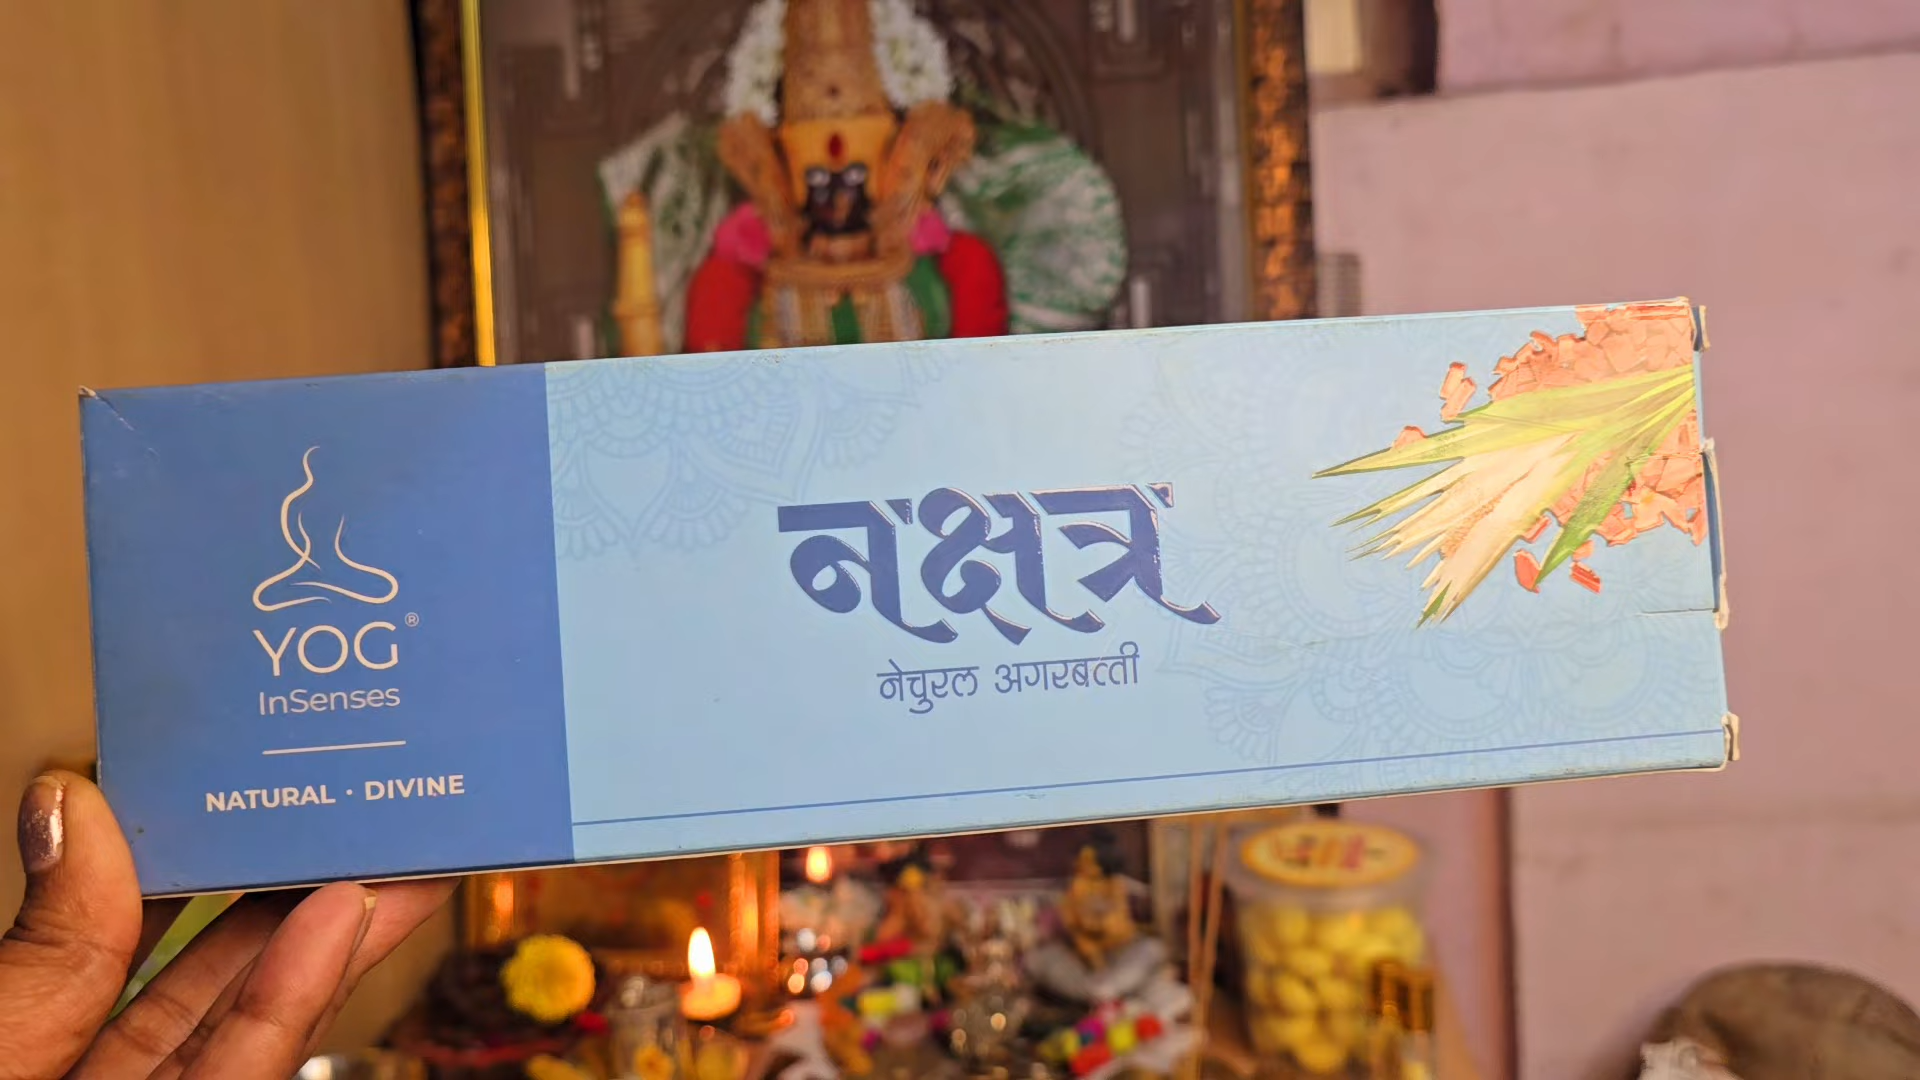 YOG®
InSenses
NATURAL · DIVINE
नक्षत्र
नेचुरल अगरबत्ती